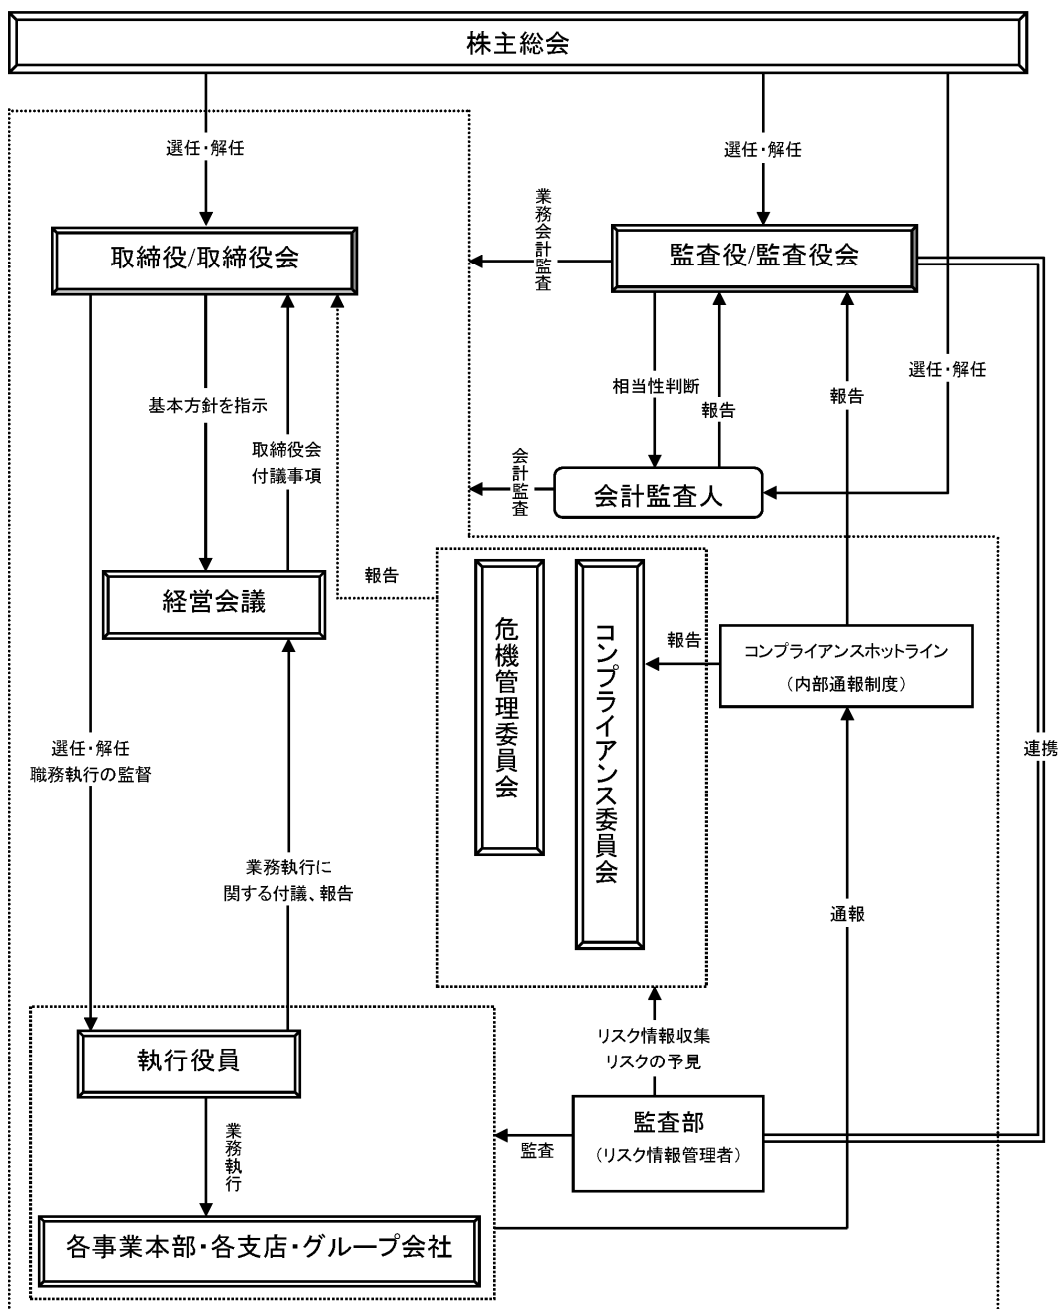 株主総会
選任・解任
選任・解任
業務会計監査
取締役/取締役会
監査役/監査役会
選任・解任
相当性判断
報告
報告
基本方針を指示
取締役会
付議事項
会計監査
会計監査人
報告
経営会議
危機管理委員会
コンプライアンス委員会
報告
コンプライアンスホットライン
（内部通報制度）
選任・解任
職務執行の監督
連携
業務執行に
関する付議、報告
通報
リスク情報収集
リスクの予見
執行役員
監査部
（リスク情報管理者）
監査
業務執行
各事業本部・各支店・グループ会社